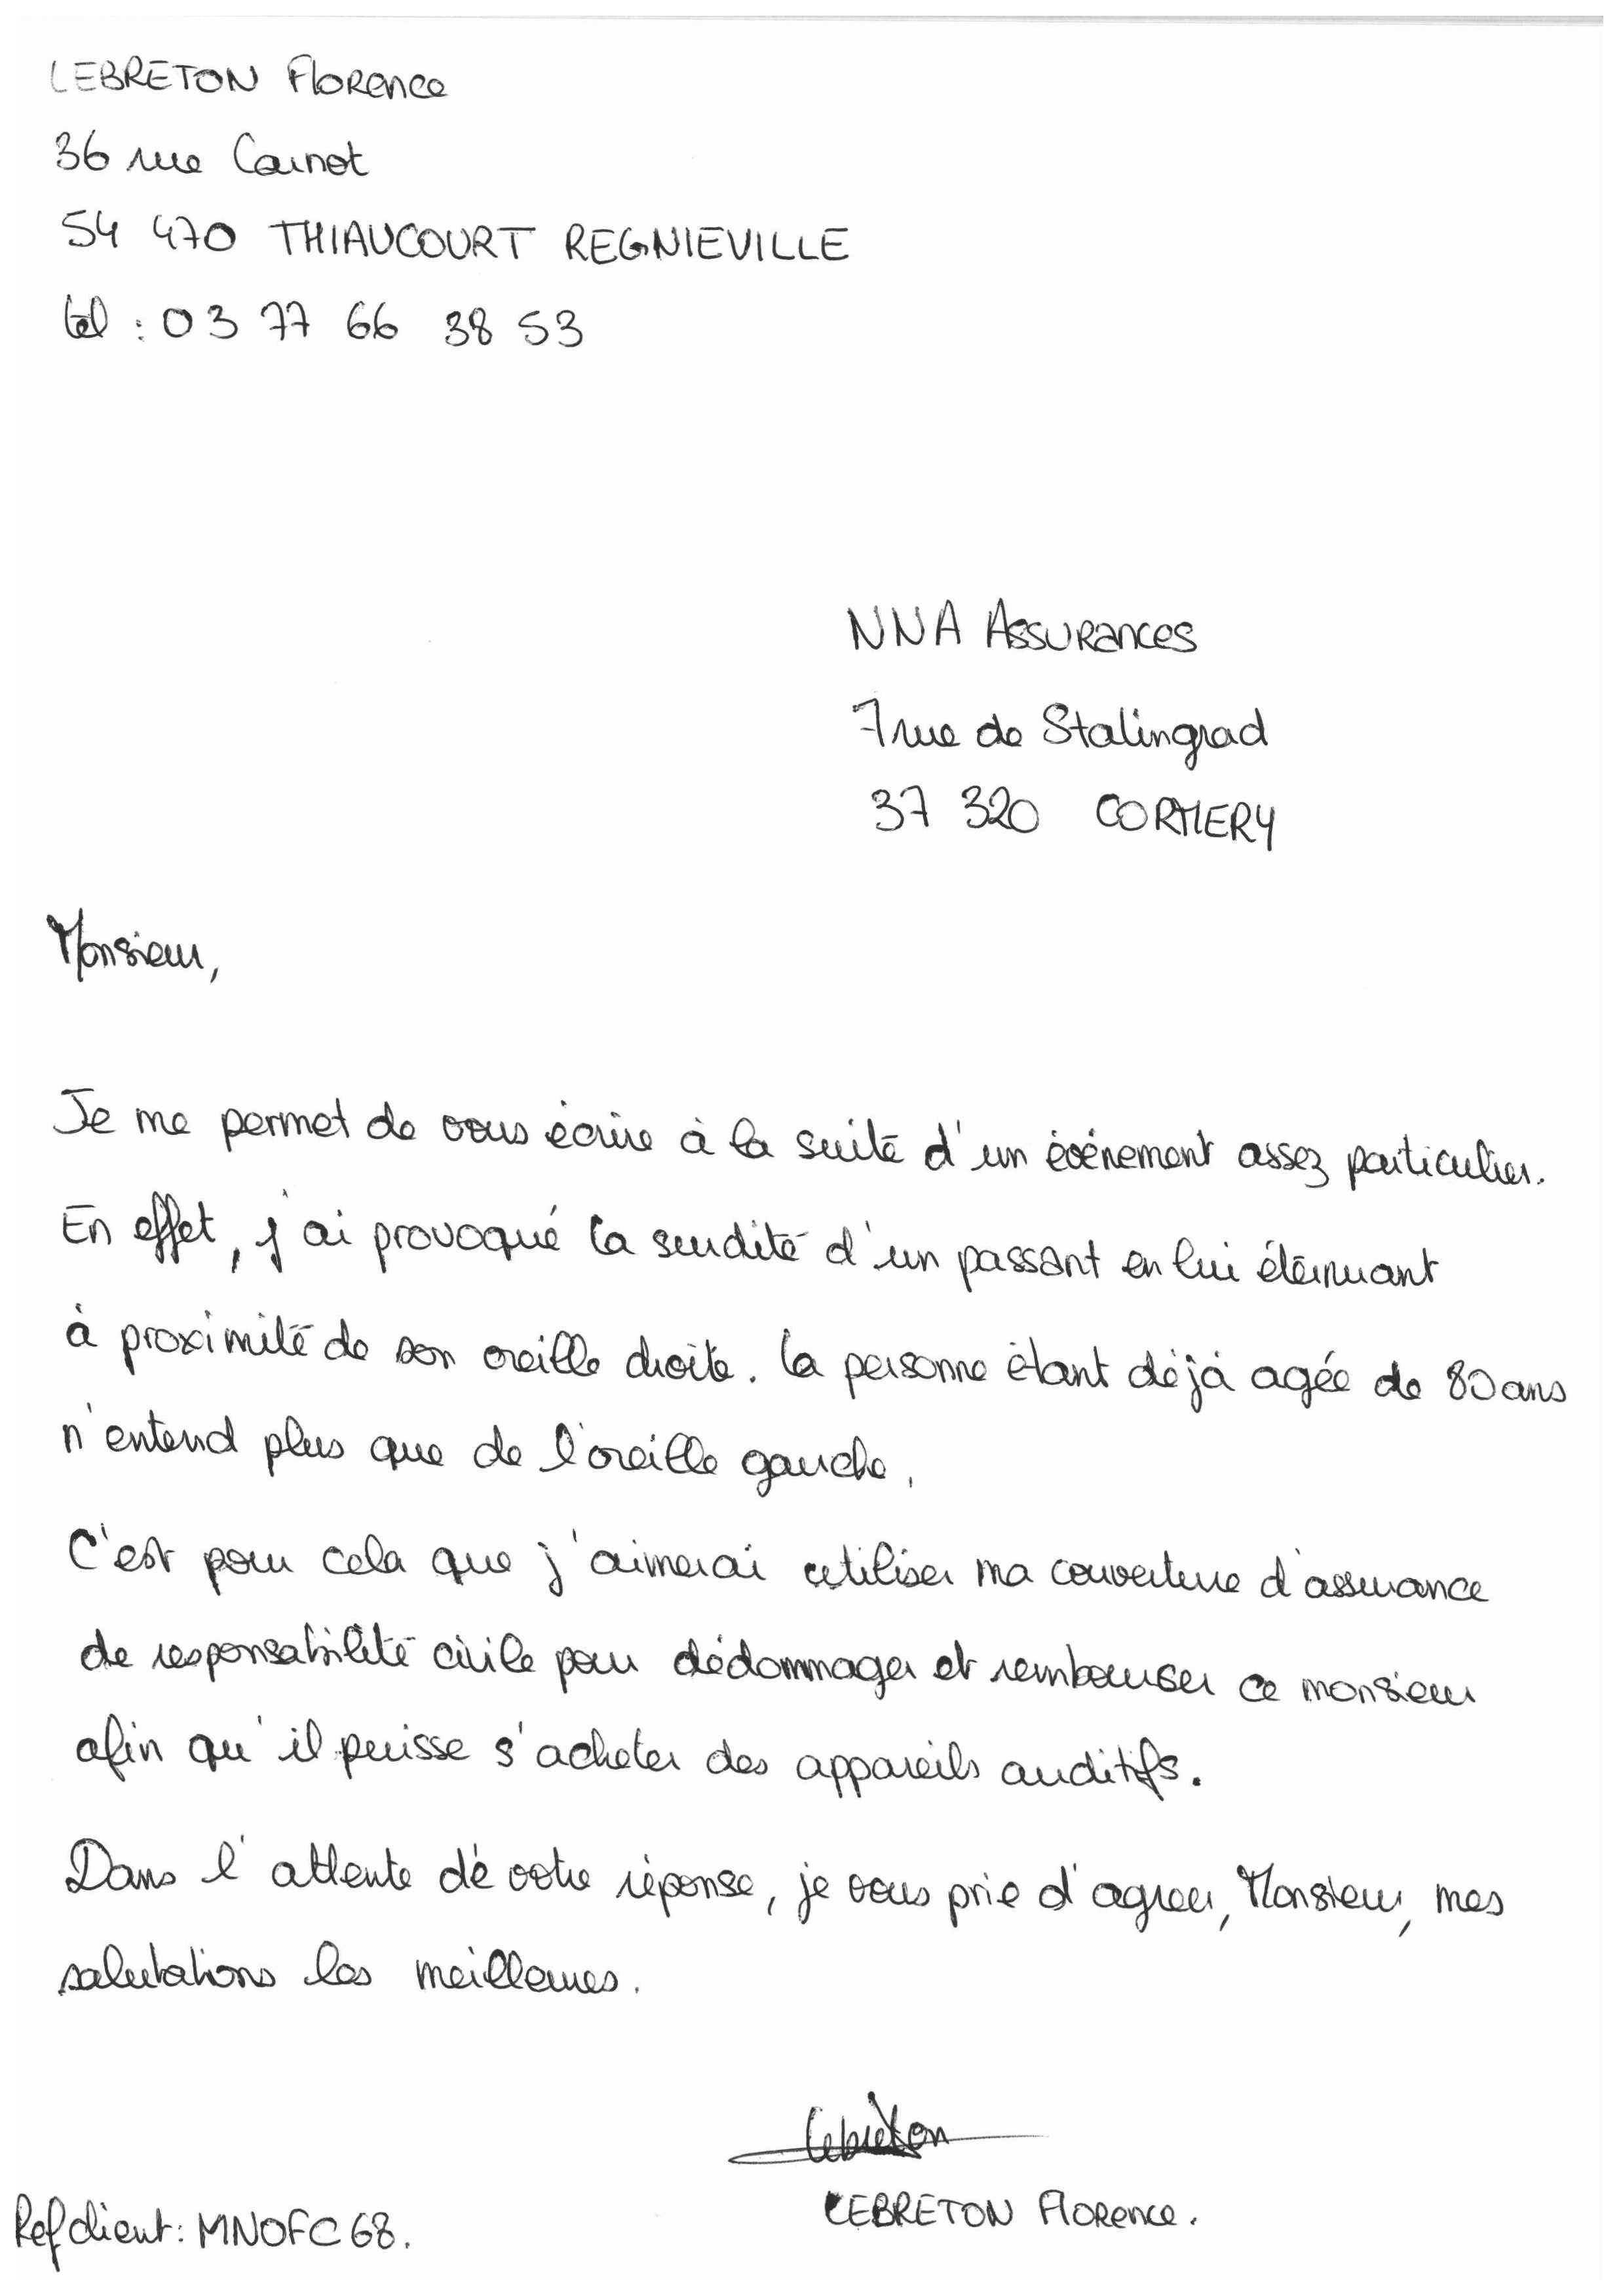 LEBRETON Florence
36 rue Carnot
54 470 THIAUCOURT REGNIEVILLE
tel : 03 77 66 38 53
NNA Assurances
7 rue de Stalingrad
37 320 CORMERY
Monsieur,
Je me permet de vous écrire à la suite d'un événement assez particulier.
En effet, j'ai provoqué la surdité d'un passant en lui éternuant
à proximité de son oreille droite. La personne étant déjà agée de 80 ans
n'entend plus que de l'oreille gauche.
C'est pour cela que j'aimerai utiliser ma couverture d'assurance
de responsabilité civile pour dédommager et rembourser ce monsieur
afin qu'il puisse s'acheter des appareils auditifs.
Dans l'attente de votre réponse, je vous prie d'agreer, Monsieur, mes
salutations les meilleures.
Lebreton
LEBRETON Florence.
Ref client : MNOFC68.